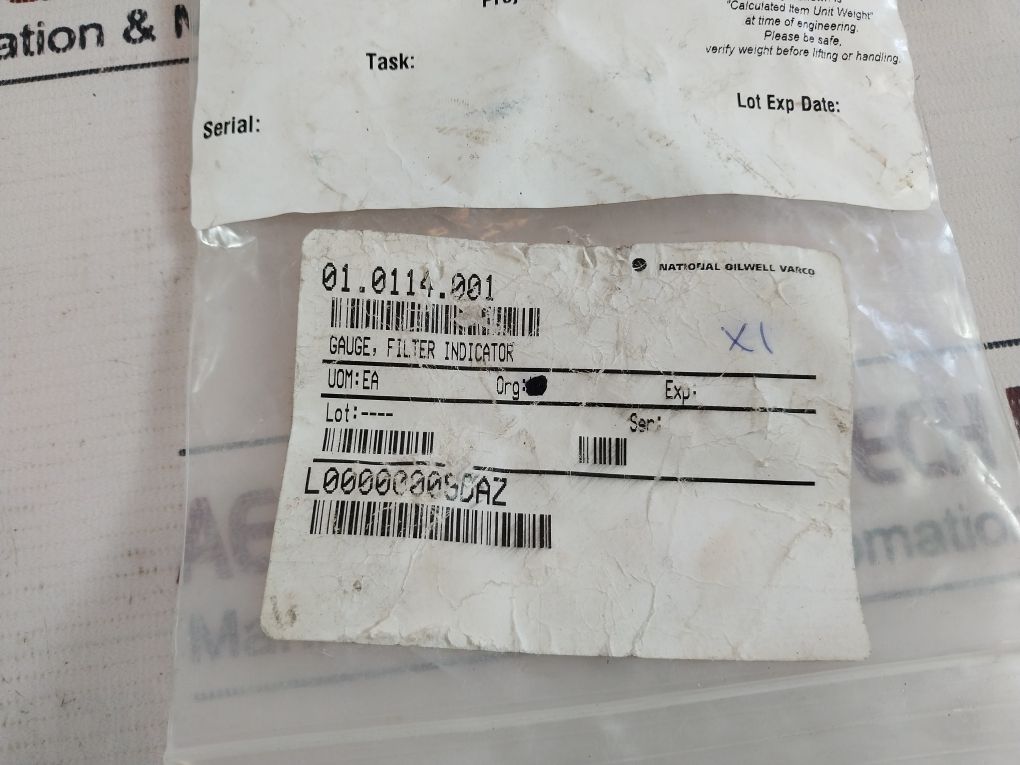 "Calculated Item Unit Weight"
at time of engineering.
Please be safe,
verify weight before lifting or handling.
Task:
Lot Exp Date:
Serial:
ation &
NATIONAL OILWELL VARCO
01.0114.001
X1
GAUGE, FILTER INDICATOR
UOM:EA Org: Exp:
Lot:---- Ser:
ECH
omatio